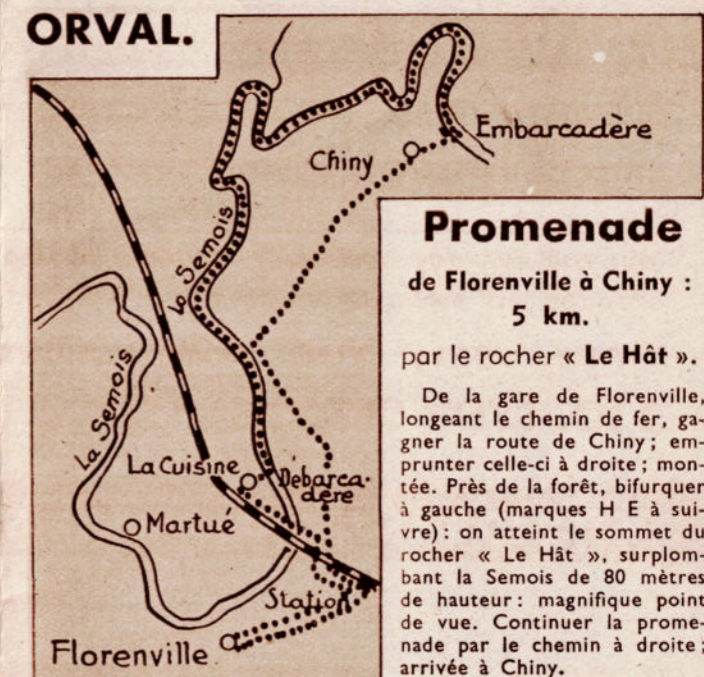 ORVAL.
Embarcadère
Chiny
La Semois
La Semois
La Cuisine
Débarca-
dère
Martué
Station
Florenville
Promenade
de Florenville à Chiny :
5 km.
par le rocher « Le Hât ».
De la gare de Florenville,
longeant le chemin de fer, ga-
gner la route de Chiny ; em-
prunter celle-ci à droite ; mon-
tée. Près de la forêt, bifurquer
à gauche (marques H E à sui-
vre) : on atteint le sommet du
rocher « Le Hât », surplom-
bant la Semois de 80 mètres
de hauteur : magnifique point
de vue. Continuer la prome-
nade par le chemin à droite ;
arrivée à Chiny.